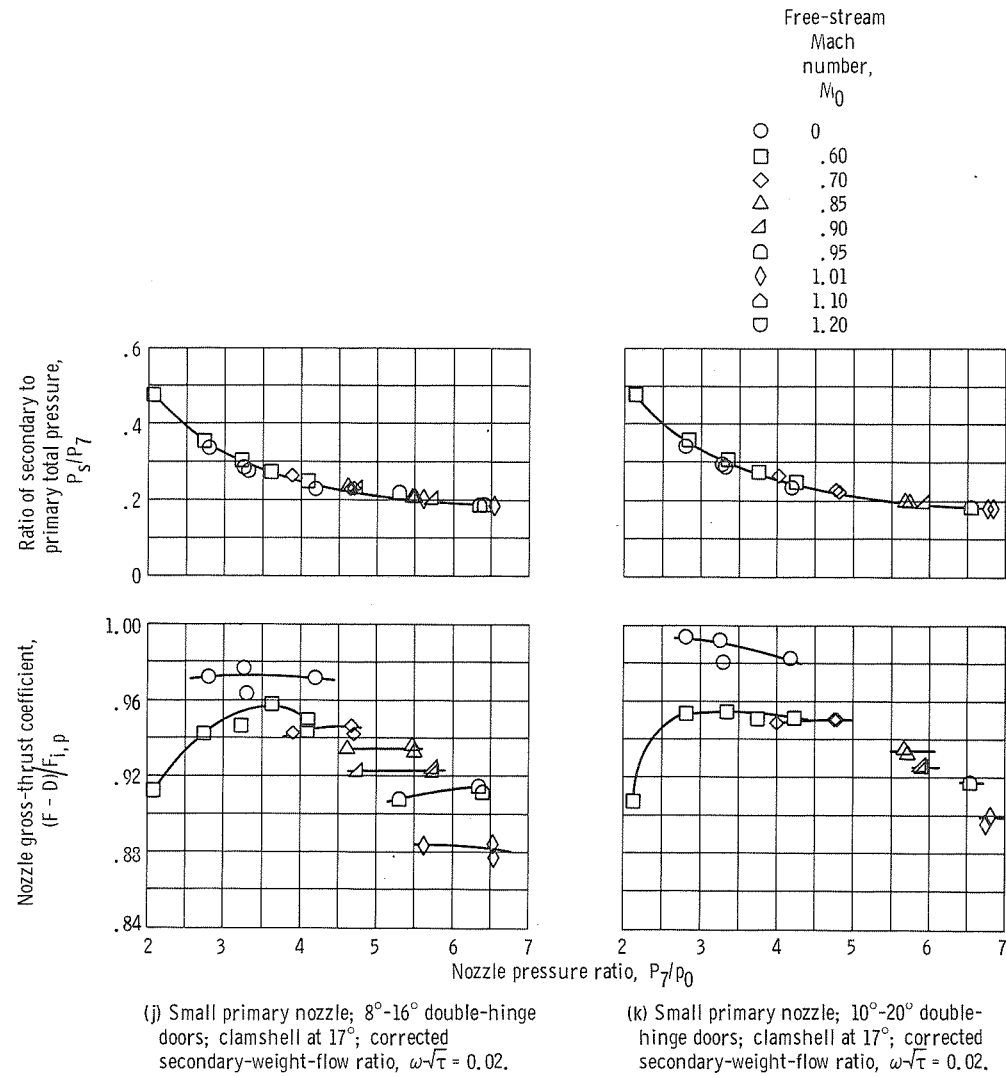 Free-stream
Mach
number,
M0
0
.60
.70
.85
.90
.95
1.01
1.10
1.20
Ratio of secondary to
primary total pressure,
Ps/P7
.6
.4
.2
0
Nozzle gross-thrust coefficient,
(F - D)/Fi,p
1.00
.96
.92
.88
.84
2 3 4 5 6 7
2 3 4 5 6 7
Nozzle pressure ratio, P7/p0
(j) Small primary nozzle; 8°-16° double-hinge
doors; clamshell at 17°; corrected
secondary-weight-flow ratio, ω√τ = 0.02.
(k) Small primary nozzle; 10°-20° double-
hinge doors; clamshell at 17°; corrected
secondary-weight-flow ratio, ω√τ = 0.02.